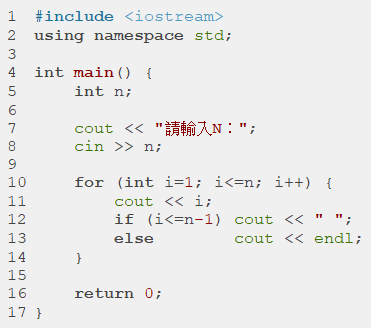 1 #include <iostream>
2 using namespace std;
3
4 int main() {
5     int n;
6
7     cout << "請輸入N：";
8     cin >> n;
9
10     for (int i=1; i<=n; i++) {
11         cout << i;
12         if (i<=n-1) cout << " ";
13         else        cout << endl;
14     }
15
16     return 0;
17 }